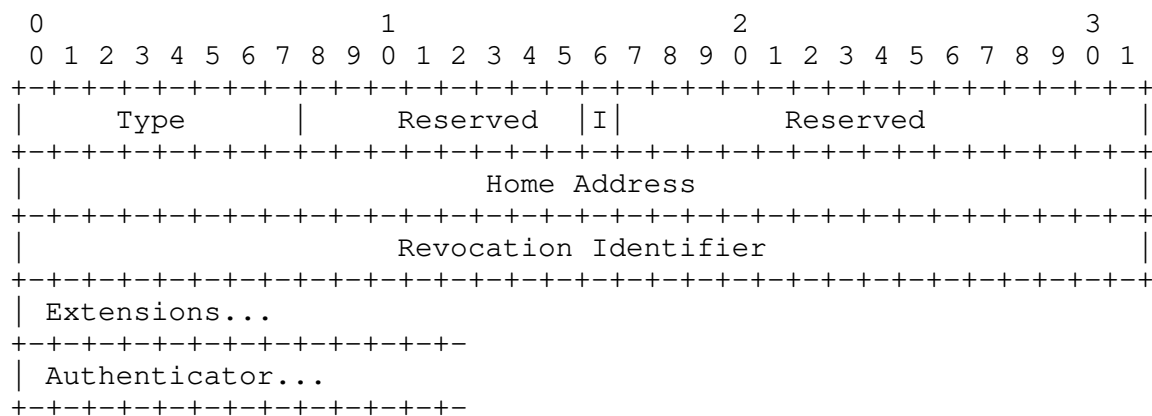 0                   1                   2                   3
 0 1 2 3 4 5 6 7 8 9 0 1 2 3 4 5 6 7 8 9 0 1 2 3 4 5 6 7 8 9 0 1
+-+-+-+-+-+-+-+-+-+-+-+-+-+-+-+-+-+-+-+-+-+-+-+-+-+-+-+-+-+-+-+-+
|     Type      |     Reserved  |I|         Reserved            |
+-+-+-+-+-+-+-+-+-+-+-+-+-+-+-+-+-+-+-+-+-+-+-+-+-+-+-+-+-+-+-+-+
|                          Home Address                         |
+-+-+-+-+-+-+-+-+-+-+-+-+-+-+-+-+-+-+-+-+-+-+-+-+-+-+-+-+-+-+-+-+
|                     Revocation Identifier                     |
+-+-+-+-+-+-+-+-+-+-+-+-+-+-+-+-+-+-+-+-+-+-+-+-+-+-+-+-+-+-+-+-+
| Extensions...
+-+-+-+-+-+-+-+-+-+-+-+-+-
| Authenticator...
+-+-+-+-+-+-+-+-+-+-+-+-+-